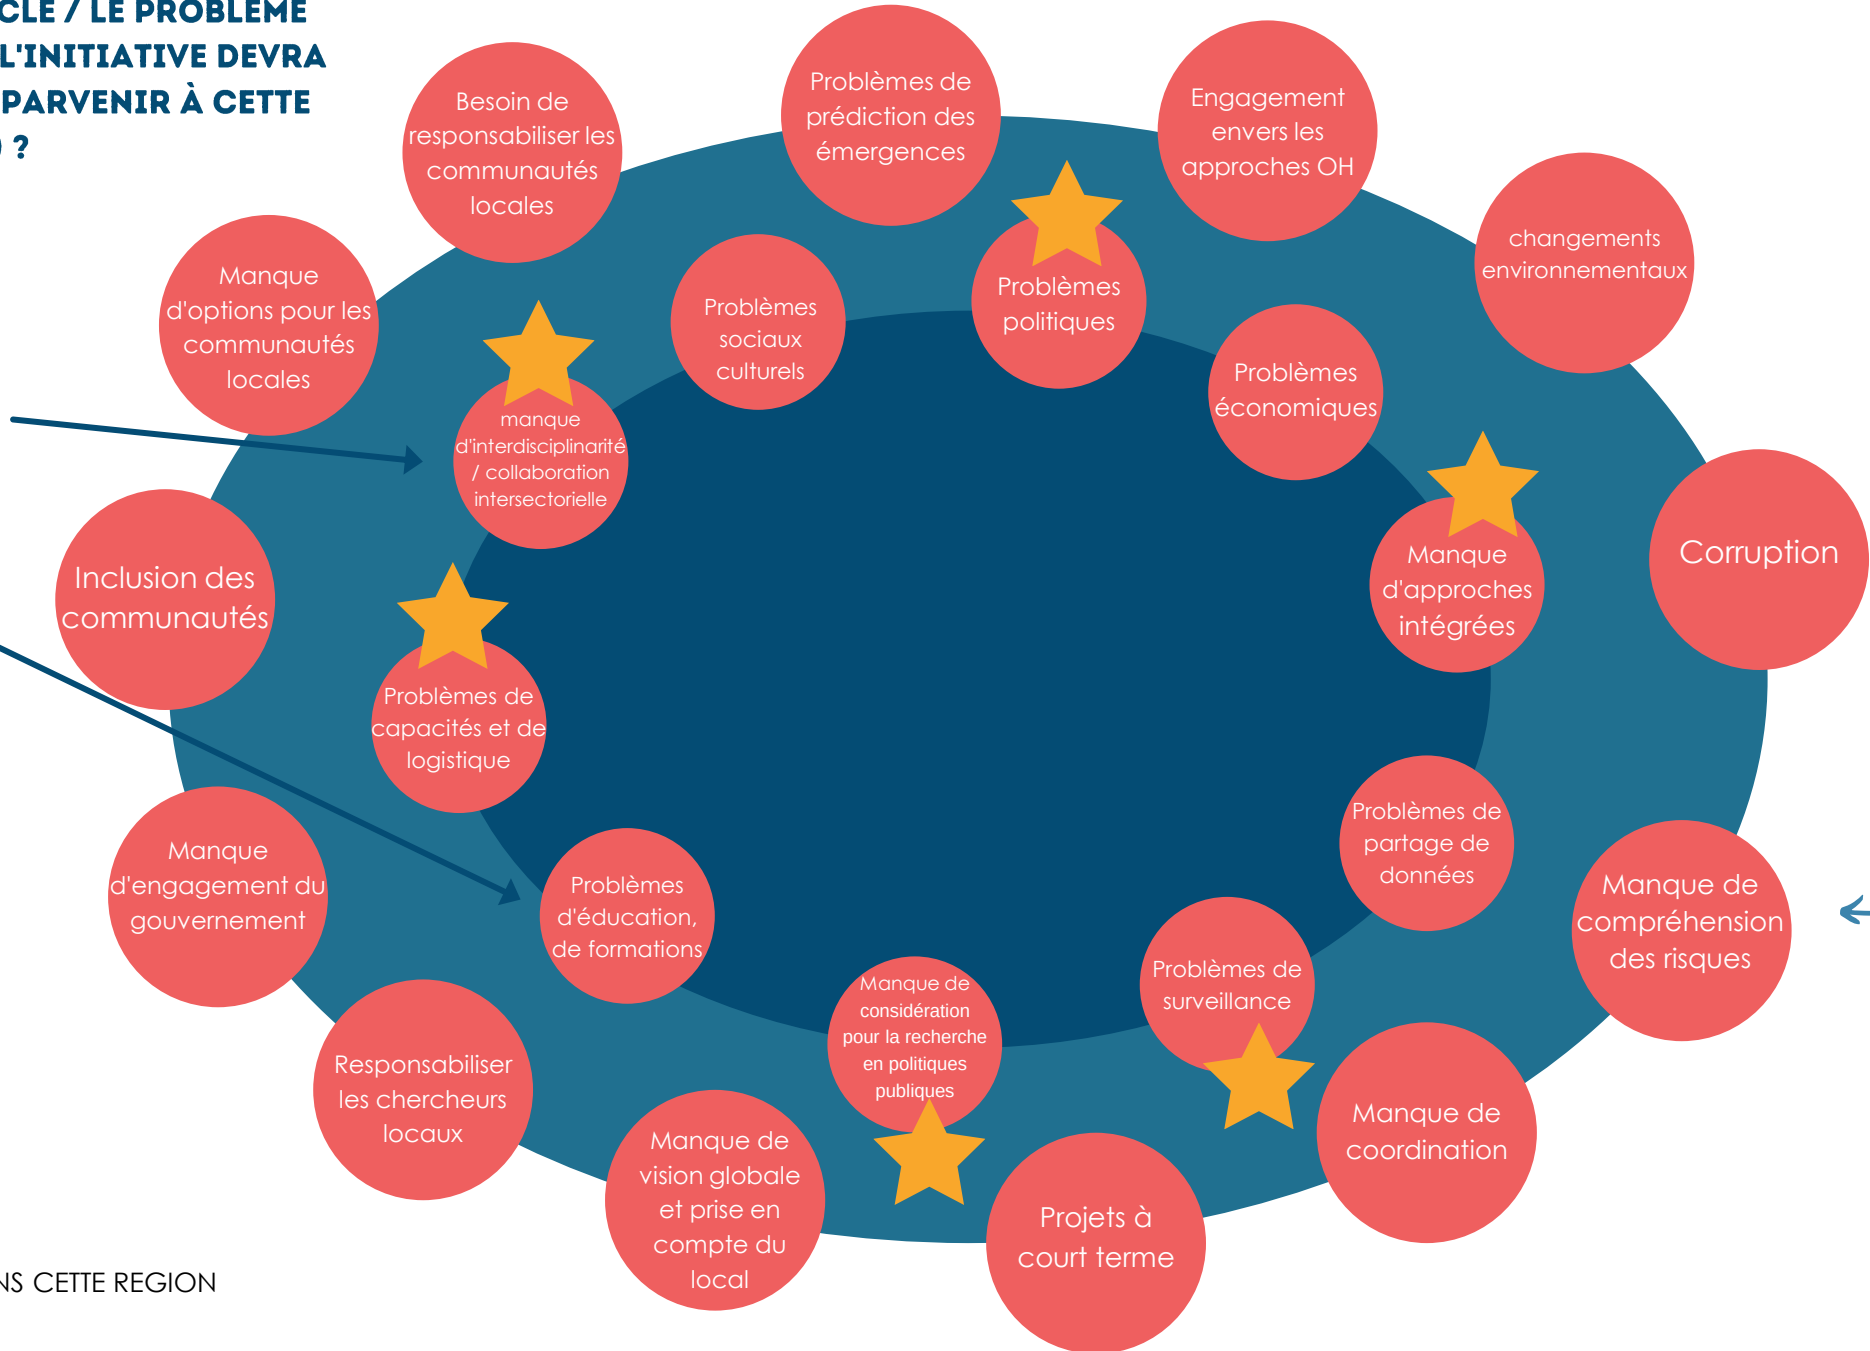 CLE / LE PROBLÈME
L'INITIATIVE DEVRA
PARVENIR À CETTE
?
Besoin de
responsabiliser les
communautés
locales
Problèmes de
prédiction des
émergences
Engagement
envers les
approches OH
changements
environnementaux
Manque
d'options pour les
communautés
locales
Problèmes
sociaux
culturels
Problèmes
politiques
Problèmes
économiques
manque
d'interdisciplinarité
/ collaboration
intersectorielle
Manque
d'approches
intégrées
Corruption
Inclusion des
communautés
Problèmes de
capacités et de
logistique
Manque
d'engagement du
gouvernement
Problèmes
d'éducation,
de formations
Problèmes de
partage de
données
Manque de
compréhension
des risques
Manque de
considération
pour la recherche
en politiques
publiques
Problèmes de
surveillance
Responsabiliser
les chercheurs
locaux
Manque de
vision globale
et prise en
compte du
local
Projets à
court terme
Manque de
coordination
NS CETTE REGION